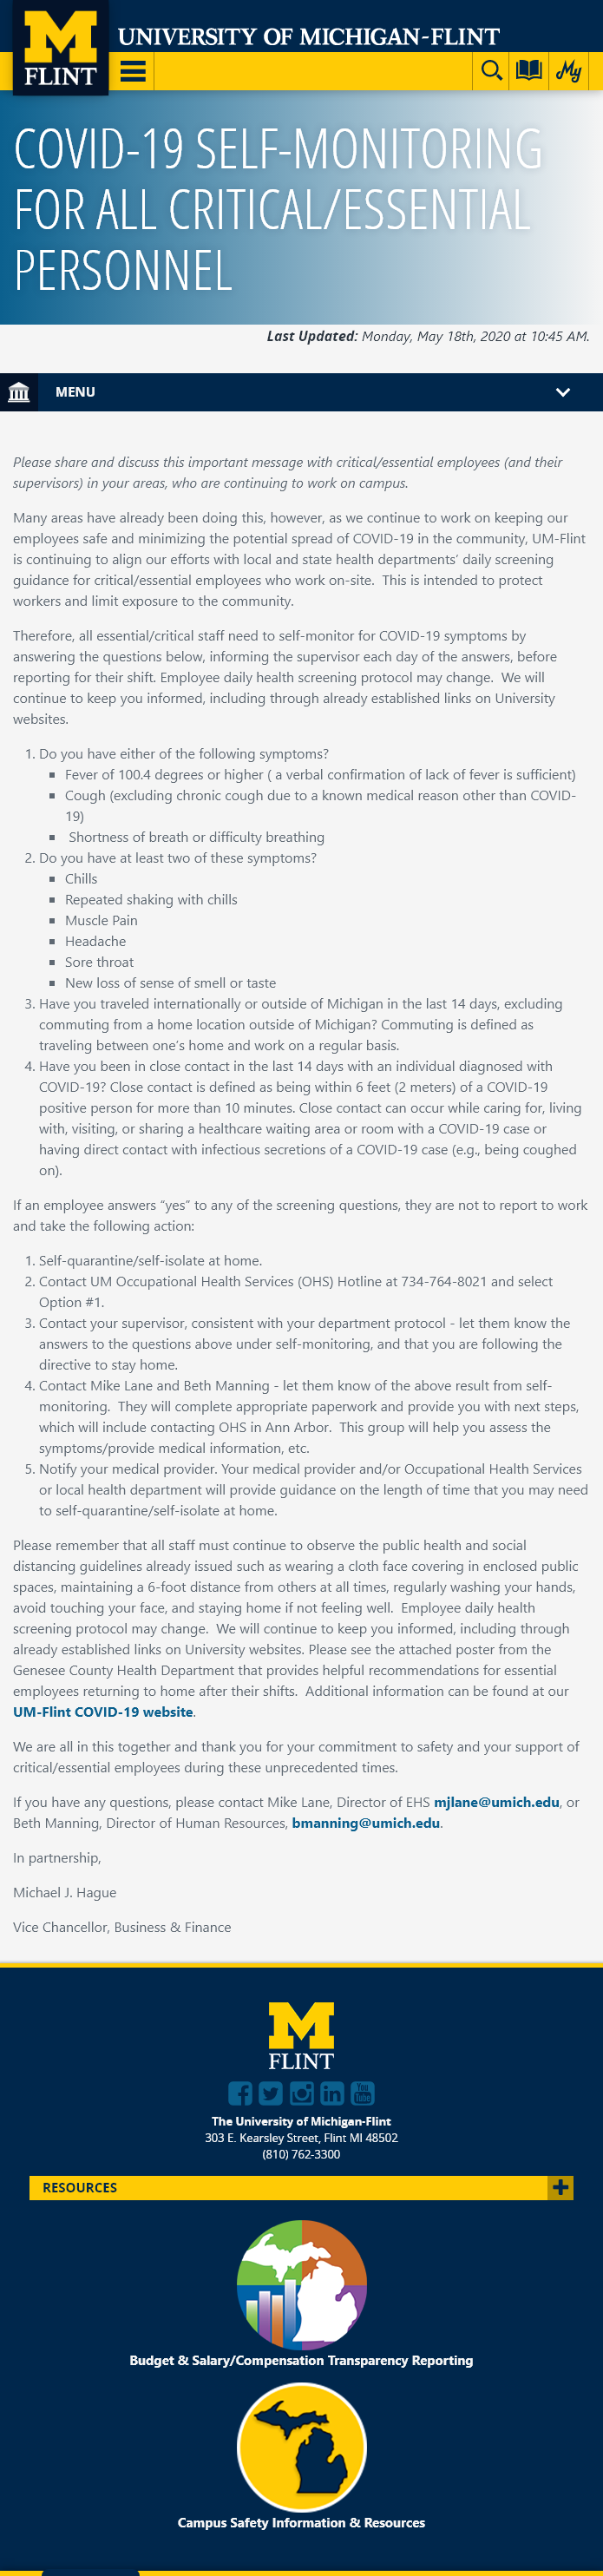 M
FLINT
UNIVERSITY OF MICHIGAN-FLINT
My
COVID-19 SELF-MONITORING
FOR ALL CRITICAL/ESSENTIAL
PERSONNEL
Last Updated: Monday, May 18th, 2020 at 10:45 AM.
MENU
Please share and discuss this important message with critical/essential employees (and their
supervisors) in your areas, who are continuing to work on campus.
Many areas have already been doing this, however, as we continue to work on keeping our
employees safe and minimizing the potential spread of COVID-19 in the community, UM-Flint
is continuing to align our efforts with local and state health departments’ daily screening
guidance for critical/essential employees who work on-site.  This is intended to protect
workers and limit exposure to the community.
Therefore, all essential/critical staff need to self-monitor for COVID-19 symptoms by
answering the questions below, informing the supervisor each day of the answers, before
reporting for their shift. Employee daily health screening protocol may change.  We will
continue to keep you informed, including through already established links on University
websites.
1. Do you have either of the following symptoms?
▪ Fever of 100.4 degrees or higher ( a verbal confirmation of lack of fever is sufficient)
▪ Cough (excluding chronic cough due to a known medical reason other than COVID-
19)
▪ Shortness of breath or difficulty breathing
2. Do you have at least two of these symptoms?
▪ Chills
▪ Repeated shaking with chills
▪ Muscle Pain
▪ Headache
▪ Sore throat
▪ New loss of sense of smell or taste
3. Have you traveled internationally or outside of Michigan in the last 14 days, excluding
commuting from a home location outside of Michigan? Commuting is defined as
traveling between one’s home and work on a regular basis.
4. Have you been in close contact in the last 14 days with an individual diagnosed with
COVID-19? Close contact is defined as being within 6 feet (2 meters) of a COVID-19
positive person for more than 10 minutes. Close contact can occur while caring for, living
with, visiting, or sharing a healthcare waiting area or room with a COVID-19 case or
having direct contact with infectious secretions of a COVID-19 case (e.g., being coughed
on).
If an employee answers “yes” to any of the screening questions, they are not to report to work
and take the following action:
1. Self-quarantine/self-isolate at home.
2. Contact UM Occupational Health Services (OHS) Hotline at 734-764-8021 and select
Option #1.
3. Contact your supervisor, consistent with your department protocol - let them know the
answers to the questions above under self-monitoring, and that you are following the
directive to stay home.
4. Contact Mike Lane and Beth Manning - let them know of the above result from self-
monitoring.  They will complete appropriate paperwork and provide you with next steps,
which will include contacting OHS in Ann Arbor.  This group will help you assess the
symptoms/provide medical information, etc.
5. Notify your medical provider. Your medical provider and/or Occupational Health Services
or local health department will provide guidance on the length of time that you may need
to self-quarantine/self-isolate at home.
Please remember that all staff must continue to observe the public health and social
distancing guidelines already issued such as wearing a cloth face covering in enclosed public
spaces, maintaining a 6-foot distance from others at all times, regularly washing your hands,
avoid touching your face, and staying home if not feeling well.  Employee daily health
screening protocol may change.  We will continue to keep you informed, including through
already established links on University websites. Please see the attached poster from the
Genesee County Health Department that provides helpful recommendations for essential
employees returning to home after their shifts.  Additional information can be found at our
UM-Flint COVID-19 website.
We are all in this together and thank you for your commitment to safety and your support of
critical/essential employees during these unprecedented times.
If you have any questions, please contact Mike Lane, Director of EHS mjlane@umich.edu, or
Beth Manning, Director of Human Resources, bmanning@umich.edu.
In partnership,
Michael J. Hague
Vice Chancellor, Business & Finance
M
FLINT
You Tube
The University of Michigan-Flint
303 E. Kearsley Street, Flint MI 48502
(810) 762-3300
RESOURCES
Budget & Salary/Compensation Transparency Reporting
Campus Safety Information & Resources